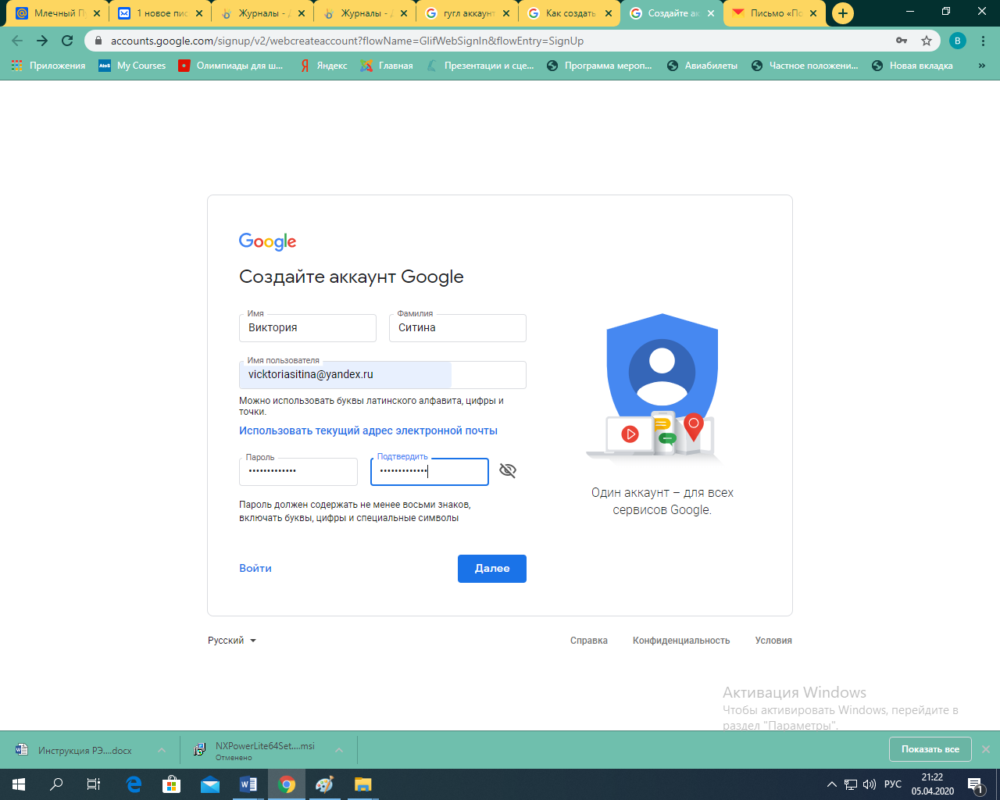 Млечный П
1 новое пис
Журналы - Д
Журналы - Д
гугл аккаунт
Как создать
Создайте ак
Письмо «По
accounts.google.com/signup/v2/webcreateaccount?flowName=GlifWebSignIn&flowEntry=SignUp
B
Приложения
AtoS My Courses
Олимпиады для ш...
Я Яндекс
Главная
Презентации и сце...
Программа мероп...
Авиабилеты
Частное положени...
Новая вкладка
»
Google
Создайте аккаунт Google
Имя
Фамилия
Виктория
Ситина
Имя пользователя
vicktoriasitina@yandex.ru
Можно использовать буквы латинского алфавита, цифры и
точки.
Использовать текущий адрес электронной почты
Пароль
Подтвердить
•••••••••••••
•••••••••••••
Пароль должен содержать не менее восьми знаков,
включать буквы, цифры и специальные символы
Один аккаунт – для всех
сервисов Google.
Войти
Далее
Русский
Справка
Конфиденциальность
Условия
Активация Windows
Чтобы активировать Windows, перейдите в
раздел "Параметры".
Инструкция РЭ....docx
NXPowerLite64Set....msi
Отменено
Показать все
РУС
21:22
05.04.2020
1